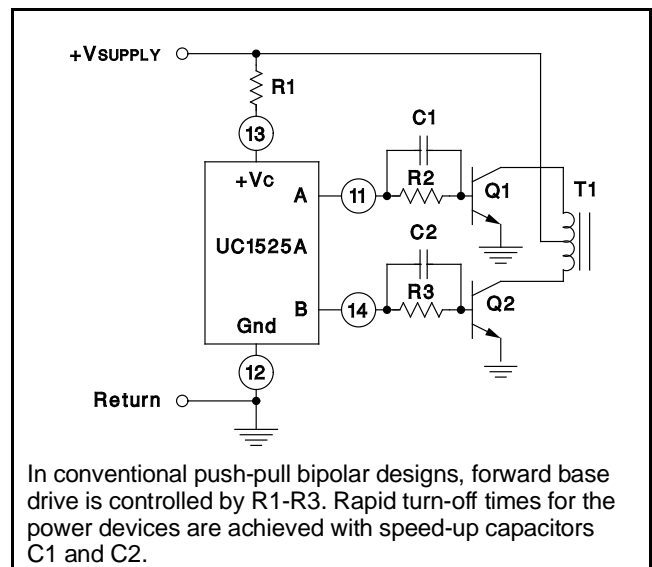 +VSUPPLY
R1
13
+Vc
C1
A
11
R2
Q1
T1
UC1525A
C2
B
14
R3
Q2
Gnd
12
Return
In conventional push-pull bipolar designs, forward base
drive is controlled by R1-R3. Rapid turn-off times for the
power devices are achieved with speed-up capacitors
C1 and C2.